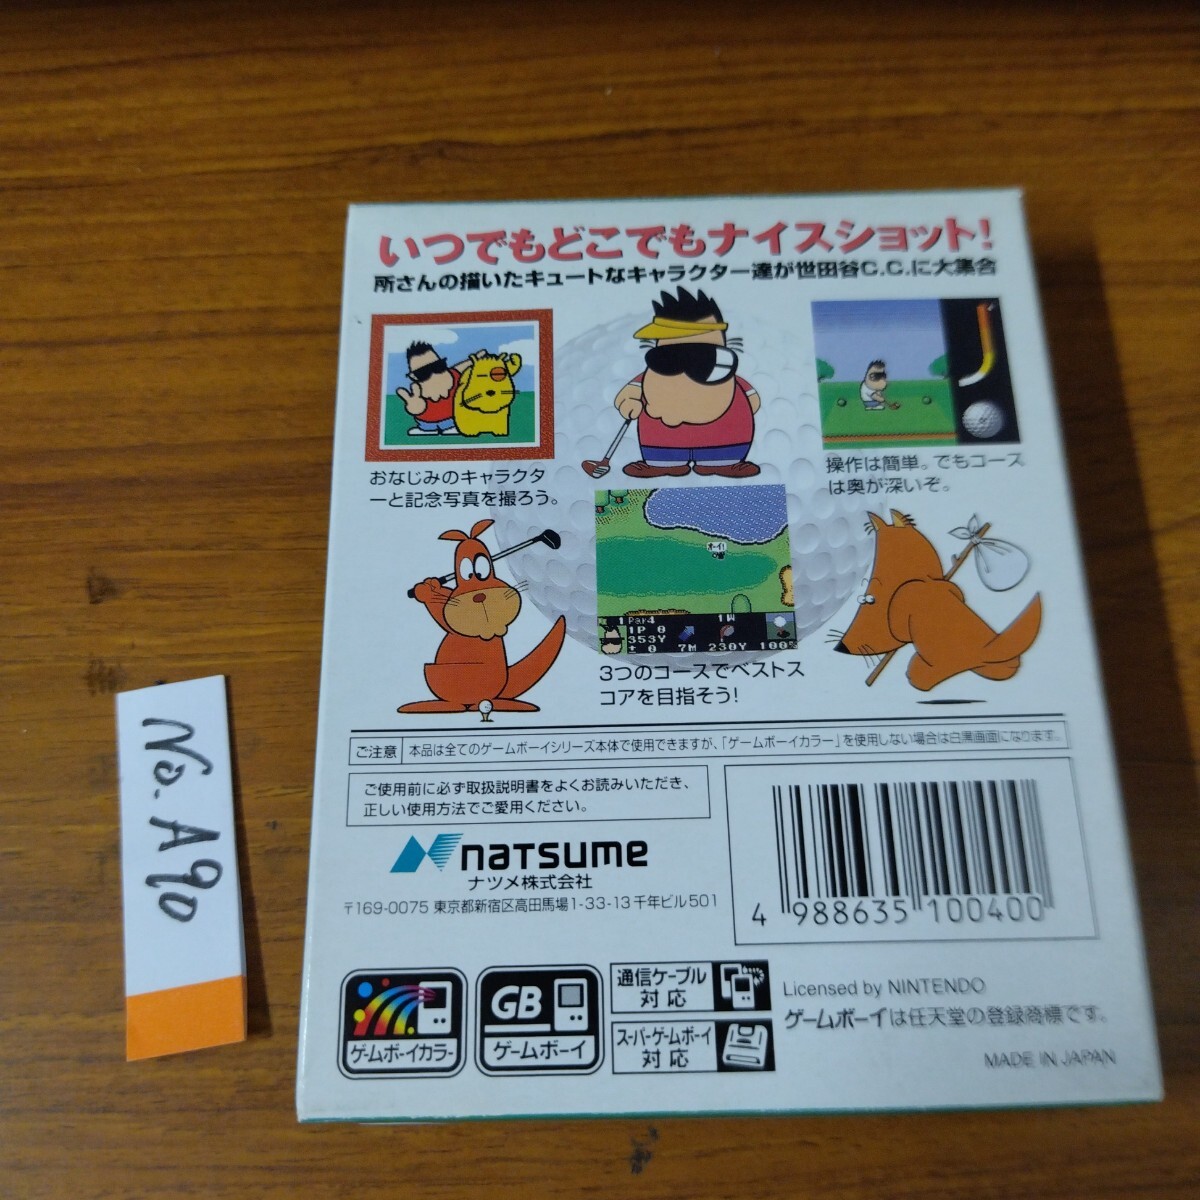 いつでもどこでもナイスショット!
所さんの描いたキュートなキャラクター達が世田谷C.C.に大集合
おなじみのキャラクタ
ーと記念写真を撮ろう。
操作は簡単。でもコース
は奥が深いぞ。
オーイ!
1 Par4 1W
1P 0
353Y
± 0 7M 230Y 100%
3つのコースでベストス
コアを目指そう!
ご注意 本品は全てのゲームボーイシリーズ本体で使用できますが、「ゲームボーイカラー」を使用しない場合は白黒画面になります。
ご使用前に必ず取扱説明書をよくお読みいただき、
正しい使用方法でご愛用ください。
natsume
ナツメ株式会社
〒169-0075 東京都新宿区高田馬場1-33-13 千年ビル501
4 988635 100400
ゲームボーイカラー
GB
ゲームボーイ
通信ケーブル
対応
スーパーゲームボーイ
対応
Licensed by NINTENDO
ゲームボーイは任天堂の登録商標です。
MADE IN JAPAN
No. A90